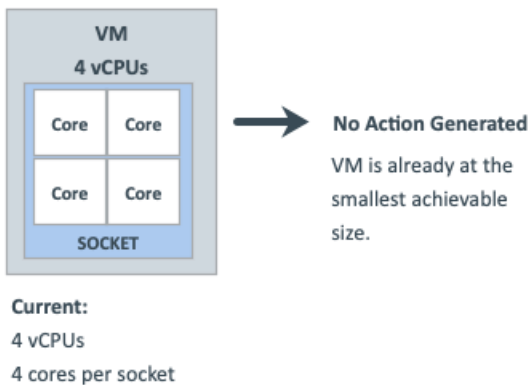 VM
4 vCPUs
Core Core
Core Core
SOCKET
No Action Generated
VM is already at the
smallest achievable
size.
Current:
4 vCPUs
4 cores per socket